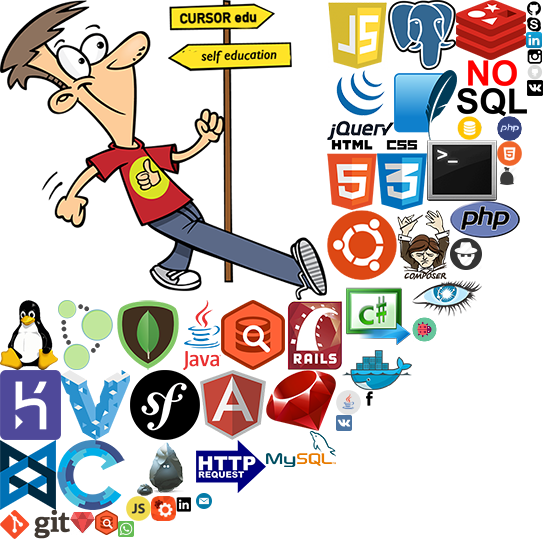 CURSOR edu
self education
JS
jQuery
NO
SQL
HTML CSS
5 3
php
>_
php
COMPOSER
C#
Java
RAILS
sf
A
f
HTTP
REQUEST
MySQL
JS
in
git